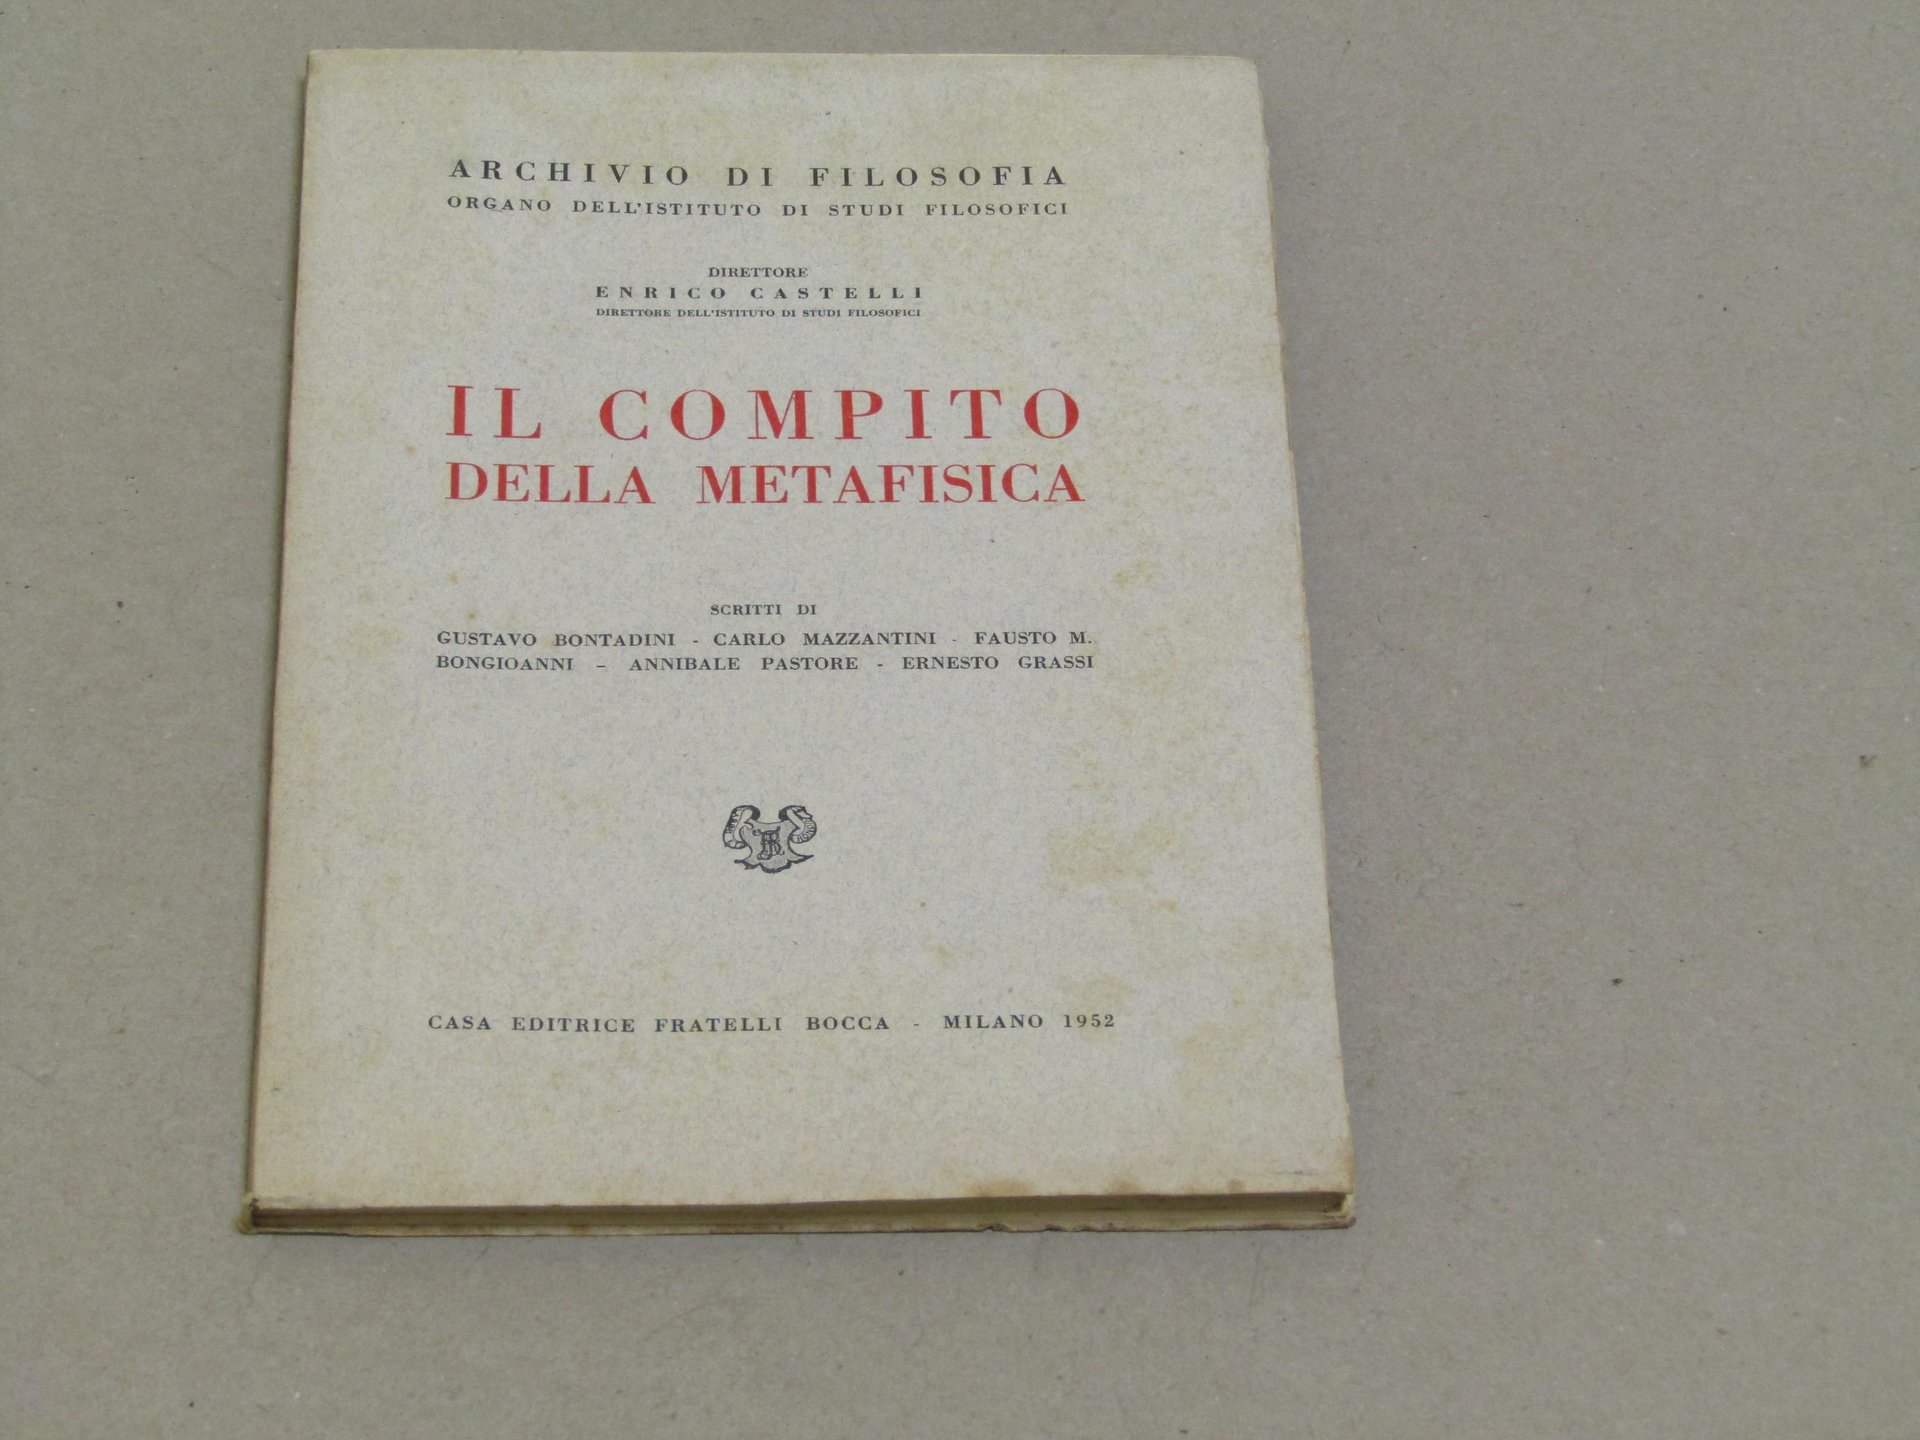 ARCHIVIO DI FILOSOFIA
ORGANO DELL'ISTITUTO DI STUDI FILOSOFICI
DIRETTORE
ENRICO CASTELLI
DIRETTORE DELL'ISTITUTO DI STUDI FILOSOFICI
IL COMPITO
DELLA METAFISICA
SCRITTI DI
GUSTAVO BONTADINI - CARLO MAZZANTINI - FAUSTO M.
BONGIOANNI – ANNIBALE PASTORE - ERNESTO GRASSI
CASA EDITRICE FRATELLI BOCCA - MILANO 1952